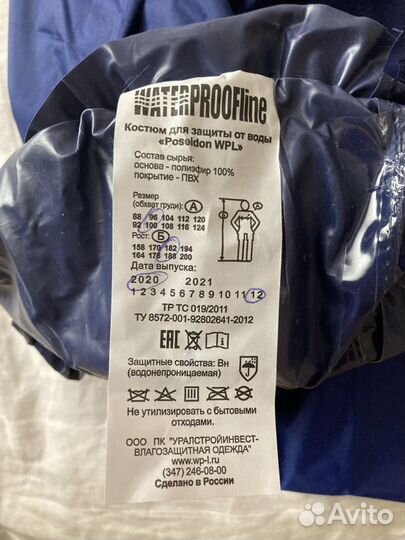 WATERPROOFline
Костюм для защиты от воды
«Poseidon WPL»
Состав сырья:
основа - полиэфир 100%
покрытие - ПВХ
Размер
(обхват груди): А
88 96 104 112 120
92 100 108 116 124
Рост: Б
158 170 182 194
164 176 188 200
Дата выпуска:
2020 2021
1 2 3 4 5 6 7 8 9 10 11 12
ТР ТС 019/2011
ТУ 8572-001-92802641-2012
EAC
Защитные свойства: Вн
(водонепроницаемая)
Не утилизировать с бытовыми
отходами.
ООО ПК "УРАЛСТРОЙИНВЕСТ-
ВЛАГОЗАЩИТНАЯ ОДЕЖДА"
www.wp-l.ru
(347) 246-08-00
Сделано в России
А
Б
Avito